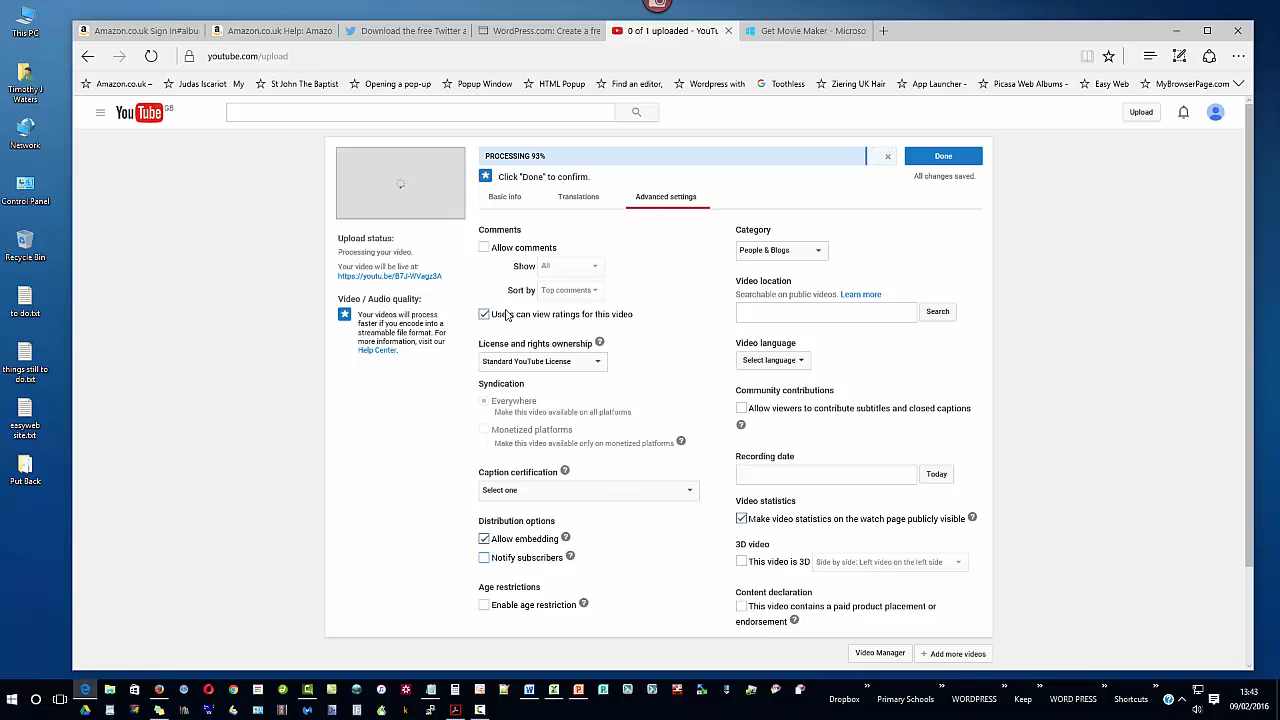 This PC
Timothy J
Waters
Network
Control Panel
Recycle Bin
to do.txt
things still to
do.txt
easyweb
site.txt
Put Back
Amazon.co.uk Sign In#albu
Amazon.co.uk Help: Amazo
Download the free Twitter a
WordPress.com: Create a fre
0 of 1 uploaded - YouTu
Get Movie Maker - Microso
youtube.com/upload
Amazon.co.uk –
Judas Iscariot My
St John The Baptist
Opening a pop-up
Popup Window
HTML Popup
Find an editor,
Wordpress with
Toothless
Ziering UK Hair
App Launcher -
Picasa Web Albums -
Easy Web
MyBrowserPage.com
YouTube GB
Upload
PROCESSING 93%
Done
Click "Done" to confirm.
All changes saved.
Basic info
Translations
Advanced settings
Upload status:
Processing your video.
Your video will be live at:
https://youtu.be/B7J-WVagz3A
Video / Audio quality:
Your videos will process
faster if you encode into a
streamable file format. For
more information, visit our
Help Center.
Comments
Allow comments
Show All
Sort by Top comments
Users can view ratings for this video
License and rights ownership
Standard YouTube License
Syndication
Everywhere
Make this video available on all platforms
Monetized platforms
Make this video available only on monetized platforms
Caption certification
Select one
Distribution options
Allow embedding
Notify subscribers
Age restrictions
Enable age restriction
Category
People & Blogs
Video location
Searchable on public videos. Learn more
Search
Video language
Select language
Community contributions
Allow viewers to contribute subtitles and closed captions
Recording date
Today
Video statistics
Make video statistics on the watch page publicly visible
3D video
This video is 3D
Side by side: Left video on the left side
Content declaration
This video contains a paid product placement or
endorsement
Video Manager
+ Add more videos
Dropbox
Primary Schools
WORDPRESS
Keep
WORD PRESS
Shortcuts
13:43
09/02/2016